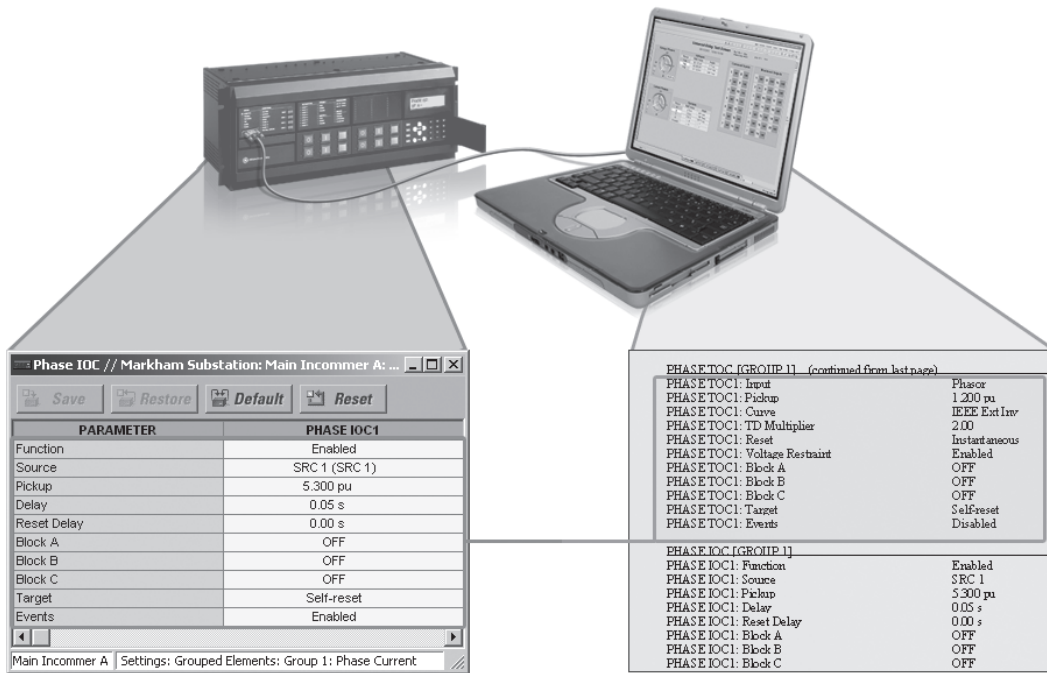 Phase IOC // Markham Substation: Main Incommer A: ...
Save Restore Default Reset
PARAMETER PHASE IOC1
Function Enabled
Source SRC 1 (SRC 1)
Pickup 5.300 pu
Delay 0.05 s
Reset Delay 0.00 s
Block A OFF
Block B OFF
Block C OFF
Target Self-reset
Events Enabled
Main Incommer A Settings: Grouped Elements: Group 1: Phase Current
PHASE TOC [GROUP 1] (continued from last page)
PHASE TOC1: Input Phasor
PHASE TOC1: Pickup 1.200 pu
PHASE TOC1: Curve IEEE Ext Inv
PHASE TOC1: TD Multiplier 2.00
PHASE TOC1: Reset Instantaneous
PHASE TOC1: Voltage Restraint Enabled
PHASE TOC1: Block A OFF
PHASE TOC1: Block B OFF
PHASE TOC1: Block C OFF
PHASE TOC1: Target Self-reset
PHASE TOC1: Events Disabled
PHASE IOC [GROUP 1]
PHASE IOC1: Function Enabled
PHASE IOC1: Source SRC 1
PHASE IOC1: Pickup 5.300 pu
PHASE IOC1: Delay 0.05 s
PHASE IOC1: Reset Delay 0.00 s
PHASE IOC1: Block A OFF
PHASE IOC1: Block B OFF
PHASE IOC1: Block C OFF